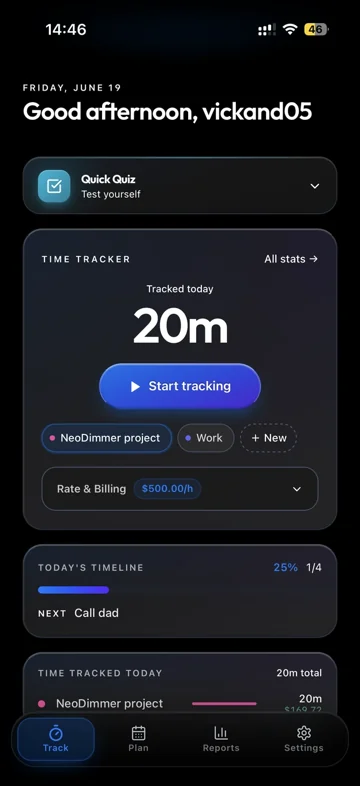 14:46
46
FRIDAY, JUNE 19
Good afternoon, vickand05
Quick Quiz
Test yourself
TIME TRACKER
All stats →
Tracked today
20m
Start tracking
NeoDimmer project
Work
+ New
Rate & Billing
$500.00/h
TODAY'S TIMELINE
25% 1/4
NEXT Call dad
TIME TRACKED TODAY
20m total
NeoDimmer project
20m
$169.72
Track
Plan
Reports
Settings